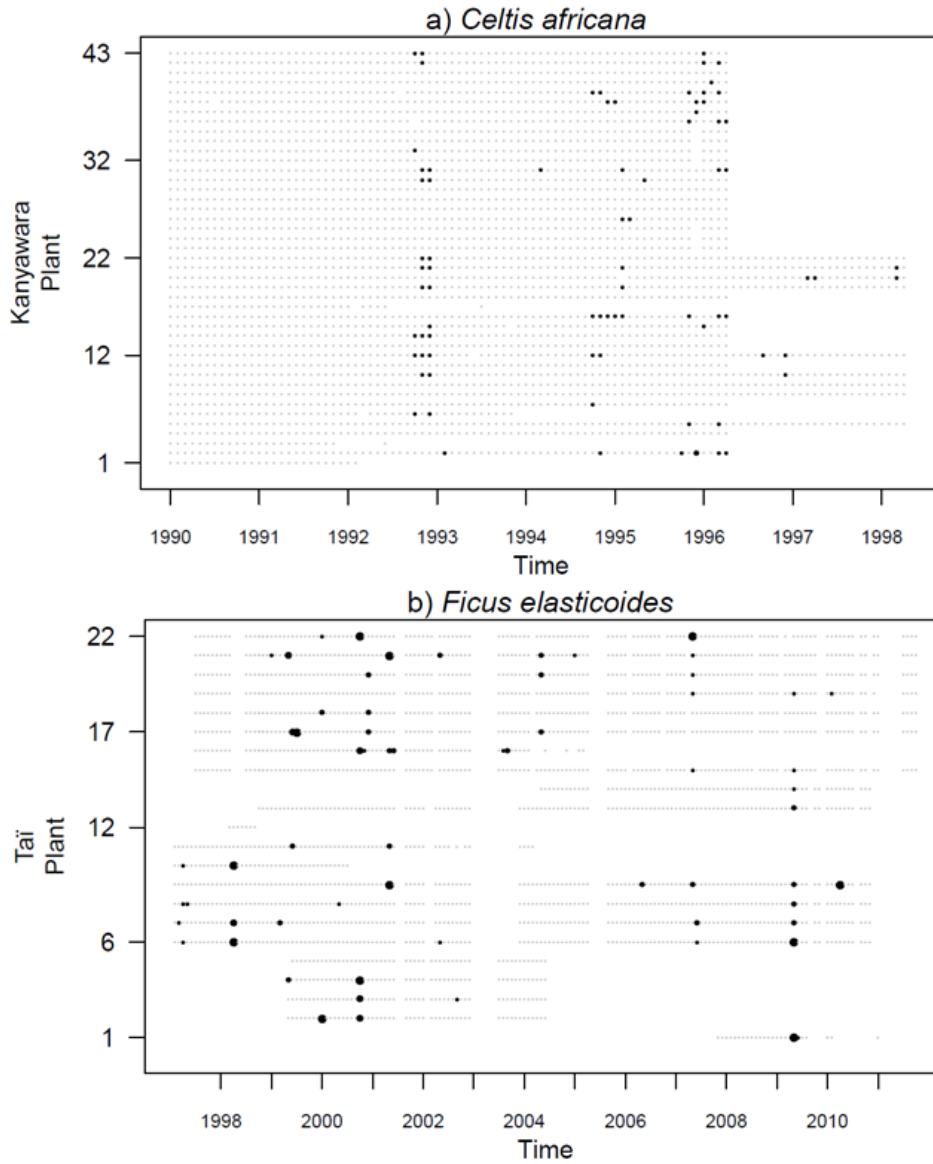 a) Celtis africana
43
32
22
12
1
Kanyawara
Plant
1990 1991 1992 1993 1994 1995 1996 1997 1998
Time
b) Ficus elasticoides
22
17
12
6
1
Taï
Plant
1998 2000 2002 2004 2006 2008 2010
Time